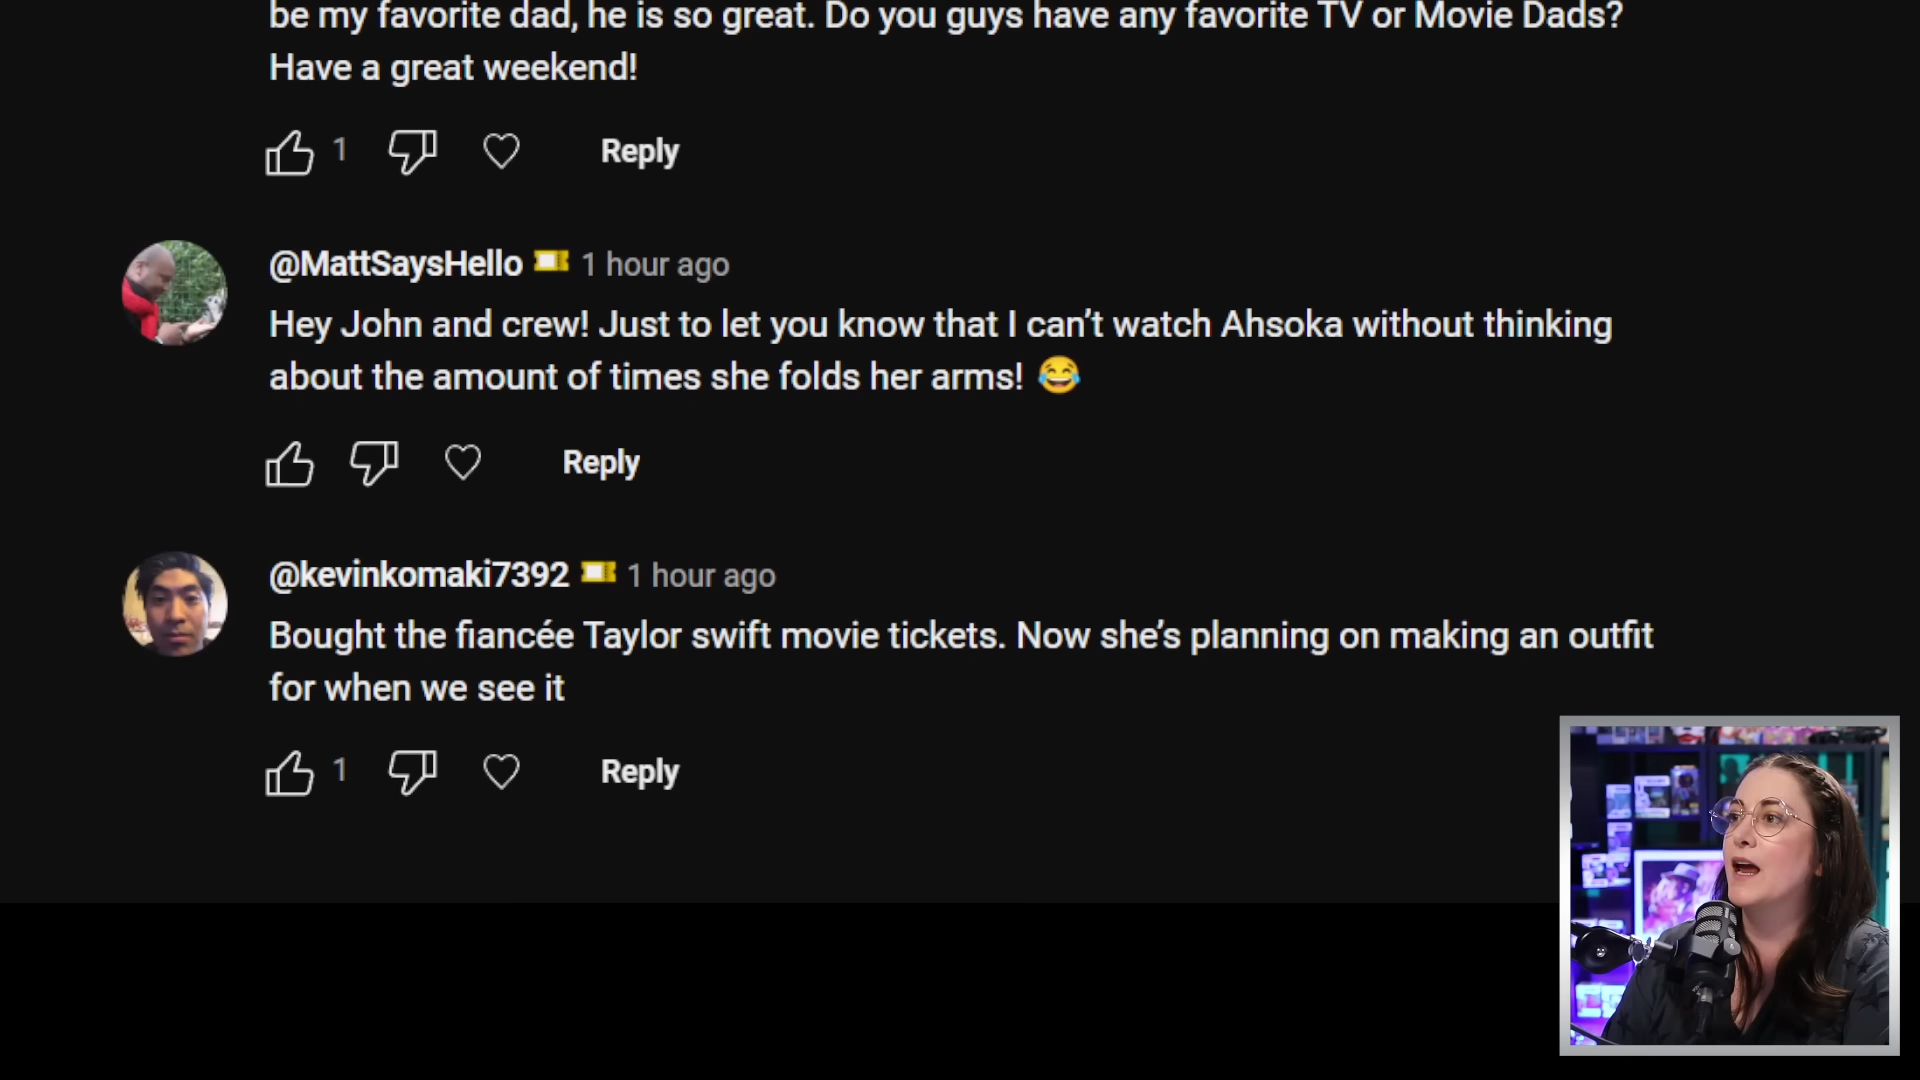 be my favorite dad, he is so great. Do you guys have any favorite TV or Movie Dads?
Have a great weekend!
1 Reply
@MattSaysHello 1 hour ago
Hey John and crew! Just to let you know that I can’t watch Ahsoka without thinking
about the amount of times she folds her arms! 😂
Reply
@kevinkomaki7392 1 hour ago
Bought the fiancée Taylor swift movie tickets. Now she’s planning on making an outfit
for when we see it
1 Reply